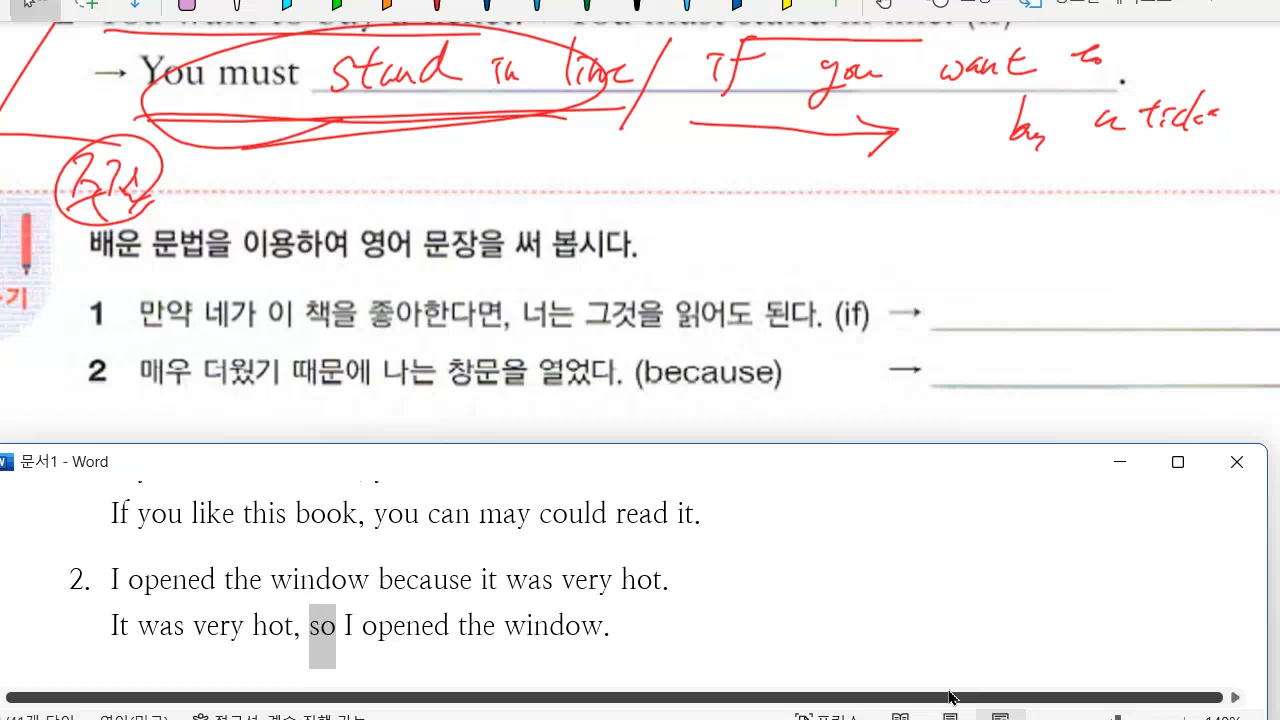 → You must stand in line / if you want to .
buy a ticke
주절
기
배운 문법을 이용하여 영어 문장을 써 봅시다.
1 만약 네가 이 책을 좋아한다면, 너는 그것을 읽어도 된다. (if) →
2 매우 더웠기 때문에 나는 창문을 열었다. (because) →
문서1 - Word
If you like this book, you can may could read it.
2. I opened the window because it was very hot.
It was very hot, so I opened the window.